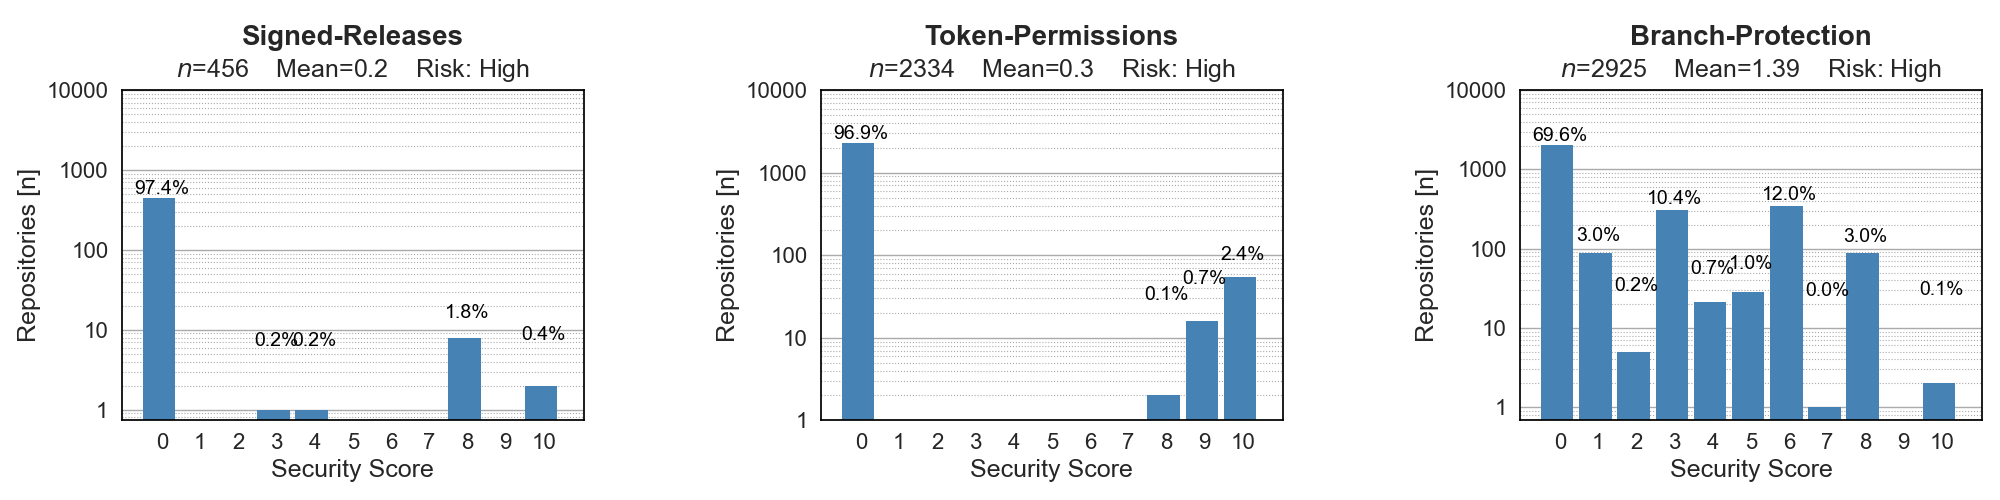 Signed-Releases
n=456 Mean=0.2 Risk: High
10000
1000
100
10
1
Repositories [n]
97.4%
0.2%
0.2%
1.8%
0.4%
0 1 2 3 4 5 6 7 8 9 10
Security Score
Token-Permissions
n=2334 Mean=0.3 Risk: High
10000
1000
100
10
1
Repositories [n]
96.9%
0.1%
0.7%
2.4%
0 1 2 3 4 5 6 7 8 9 10
Security Score
Branch-Protection
n=2925 Mean=1.39 Risk: High
10000
1000
100
10
1
Repositories [n]
69.6%
3.0%
0.2%
10.4%
0.7%
1.0%
12.0%
0.0%
3.0%
0.1%
0 1 2 3 4 5 6 7 8 9 10
Security Score